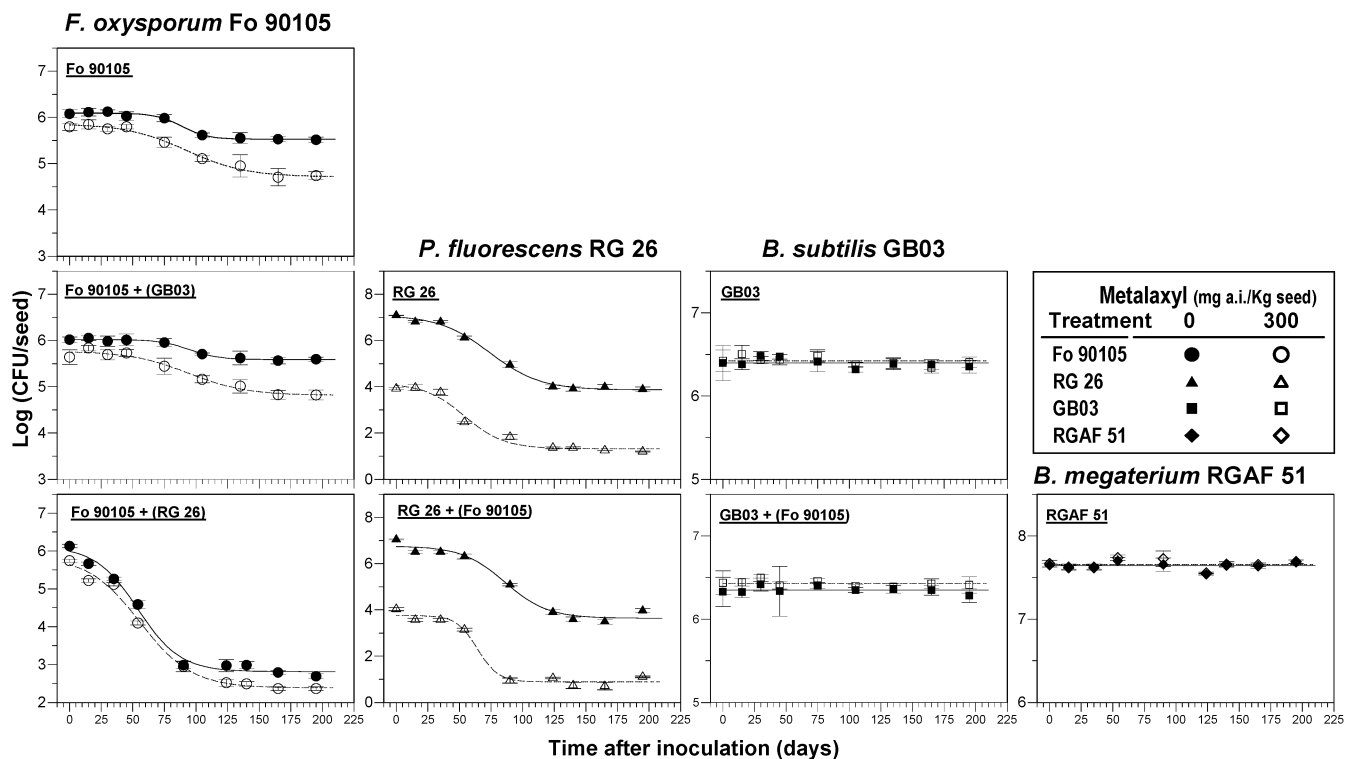 F. oxysporum Fo 90105
Fo 90105
7
6
5
4
3
P. fluorescens RG 26
B. subtilis GB03
Log (CFU/seed)
Fo 90105 + (GB03)
7
6
5
4
3
RG 26
8
6
4
2
0
GB03
7
6
5
Metalaxyl (mg a.i./Kg seed)
Treatment 0 300
Fo 90105
RG 26
GB03
RGAF 51
B. megaterium RGAF 51
Fo 90105 + (RG 26)
7
6
5
4
3
2
0 25 50 75 100 125 150 175 200 225
RG 26 + (Fo 90105)
8
6
4
2
0
0 25 50 75 100 125 150 175 200 225
GB03 + (Fo 90105)
7
6
5
0 25 50 75 100 125 150 175 200 225
RGAF 51
8
7
6
0 25 50 75 100 125 150 175 200 225
Time after inoculation (days)